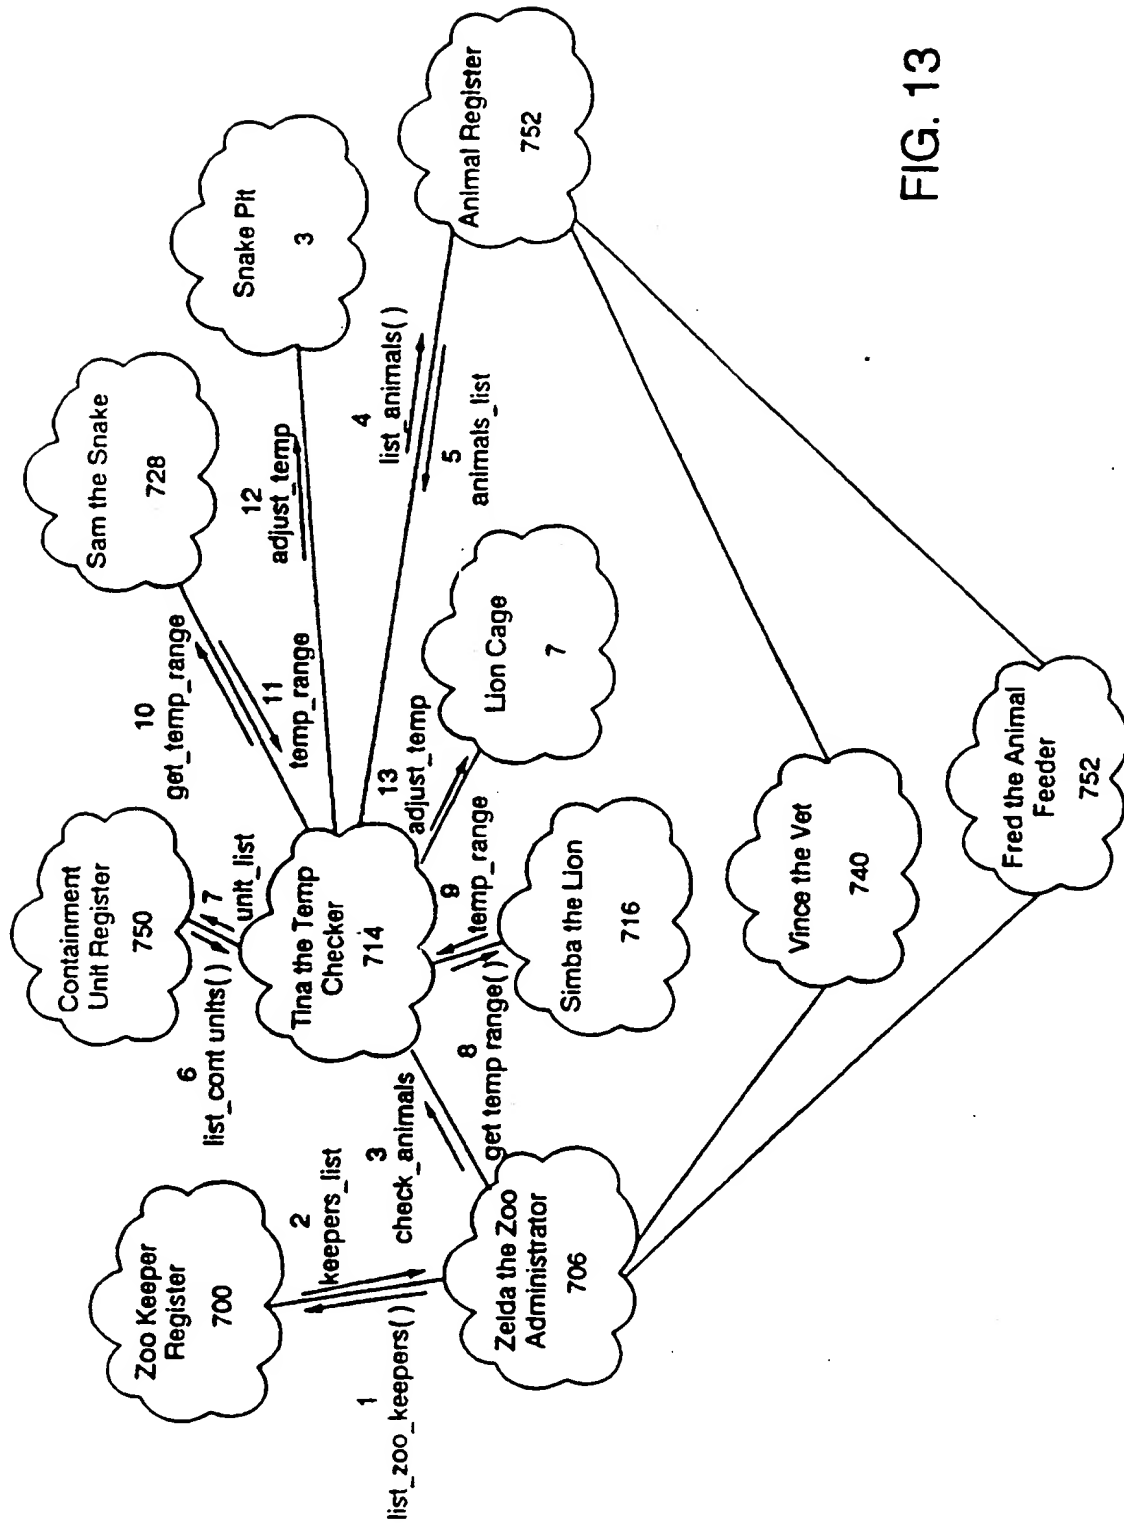 Zoo Keeper
Register
700
Containment
Unit Register
750
Sam the Snake
728
Snake Pit
3
Animal Register
752
1
list_zoo_keepers()
2
keepers_list
3
check_animals
6
list_cont units()
7
unit_list
10
get_temp_range
11
temp_range
12
adjust_temp
4
list_animals()
5
animals_list
Zelda the Zoo
Administrator
706
Tina the Temp
Checker
714
8
get temp range()
9
temp_range
13
adjust_temp
Simba the Lion
716
Lion Cage
7
Vince the Vet
740
Fred the Animal
Feeder
752
FIG. 13